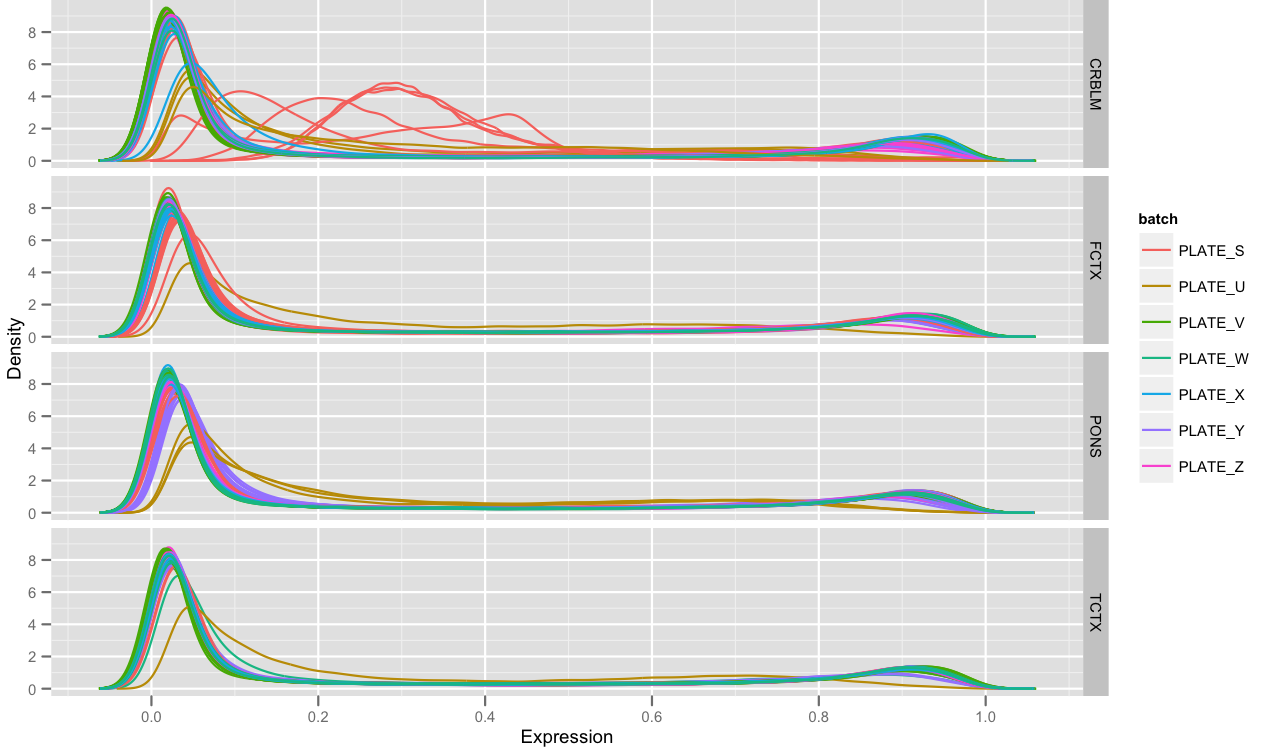 Density
8
6
4
2
0
CRBLM
8
6
4
2
0
FCTX
8
6
4
2
0
PONS
8
6
4
2
0
TCTX
0.0 0.2 0.4 0.6 0.8 1.0
Expression
batch
PLATE_S
PLATE_U
PLATE_V
PLATE_W
PLATE_X
PLATE_Y
PLATE_Z